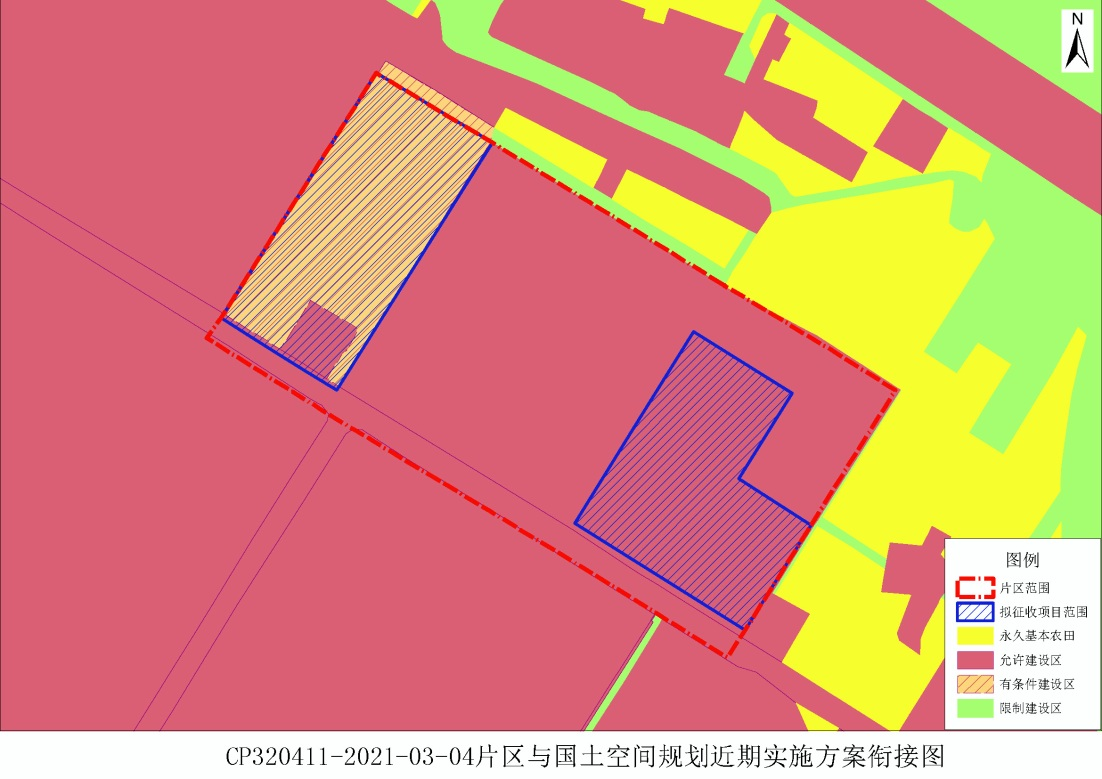 N
图例
片区范围
拟征收项目范围
永久基本农田
允许建设区
有条件建设区
限制建设区
CP320411-2021-03-04片区与国土空间规划近期实施方案衔接图